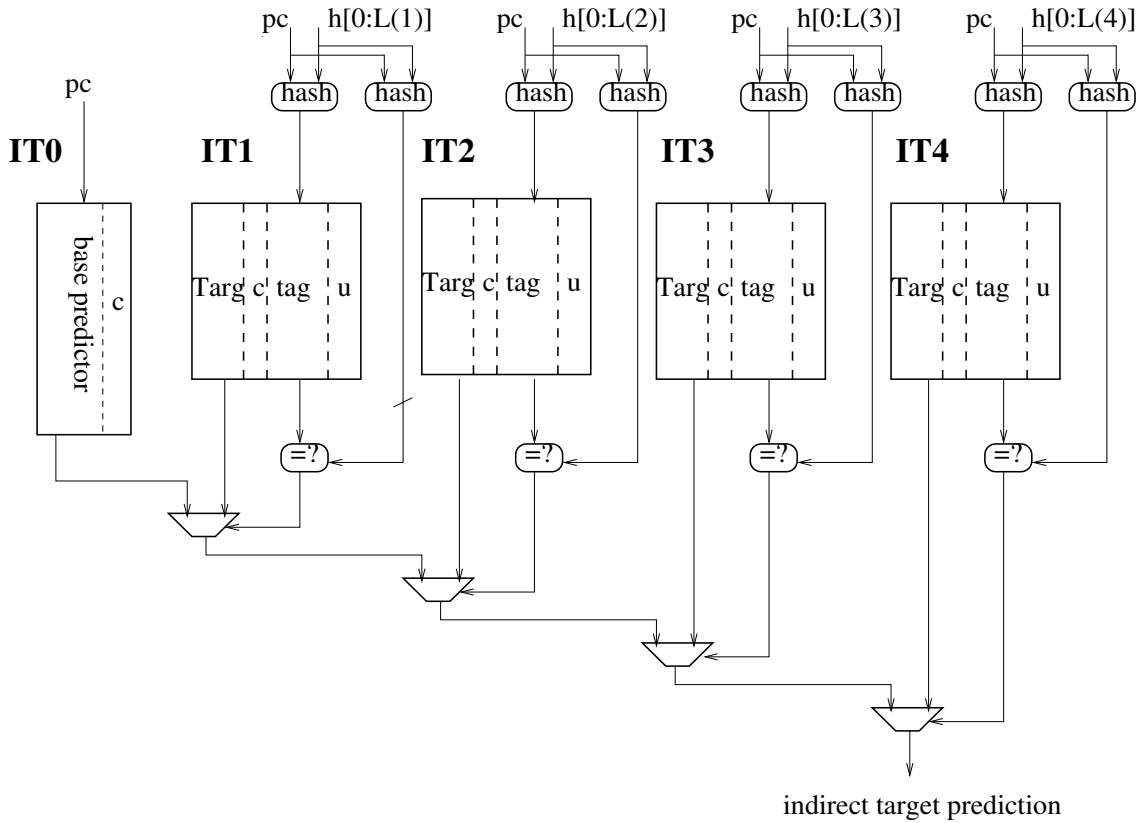 pc h[0:L(1)] pc h[0:L(2)] pc h[0:L(3)] pc h[0:L(4)]
pc hash hash hash hash hash hash hash hash
IT0 IT1 IT2 IT3 IT4
base predictor c Targ c tag u Targ c tag u Targ c tag u Targ c tag u
=? =? =? =?
indirect target prediction